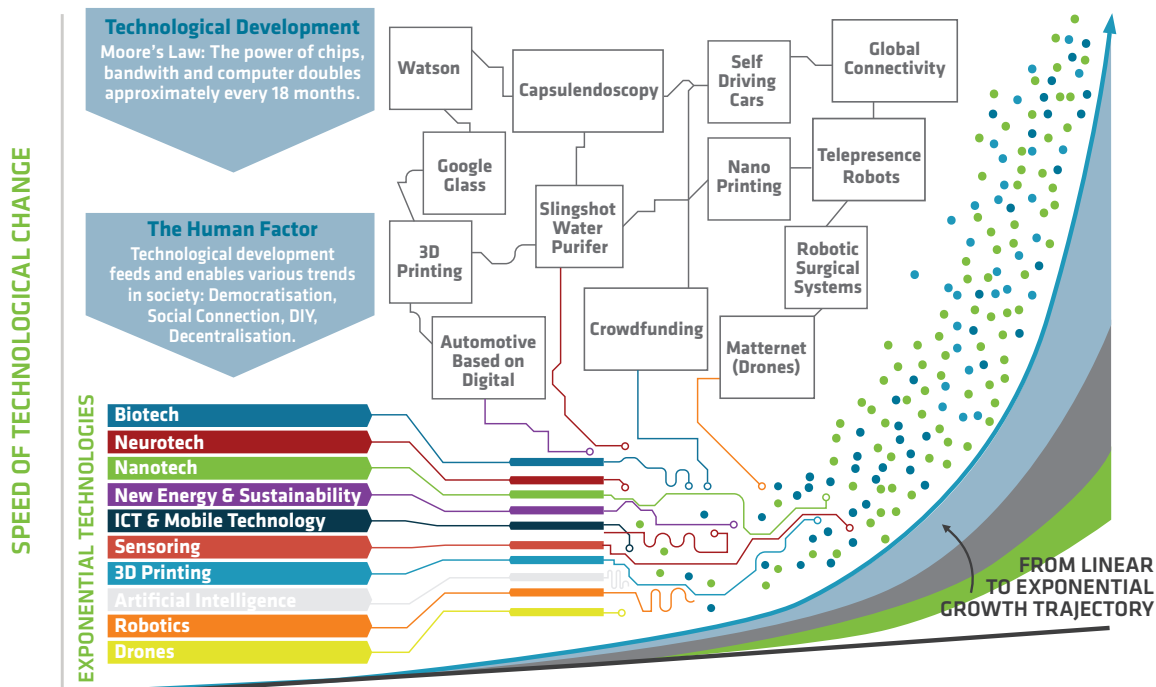 Technological Development
Moore's Law: The power of chips,
bandwith and computer doubles
approximately every 18 months.
The Human Factor
Technological development
feeds and enables various trends
in society: Democratisation,
Social Connection, DIY,
Decentralisation.
SPEED OF TECHNOLOGICAL CHANGE
EXPONENTIAL TECHNOLOGIES
Watson
Capsulendoscopy
Self
Driving
Cars
Global
Connectivity
Google
Glass
Nano
Printing
Telepresence
Robots
Slingshot
Water
Purifer
3D
Printing
Robotic
Surgical
Systems
Crowdfunding
Automotive
Based on
Digital
Matternet
(Drones)
Biotech
Neurotech
Nanotech
New Energy & Sustainability
ICT & Mobile Technology
Sensoring
3D Printing
Artificial Intelligence
Robotics
Drones
FROM LINEAR
TO EXPONENTIAL
GROWTH TRAJECTORY